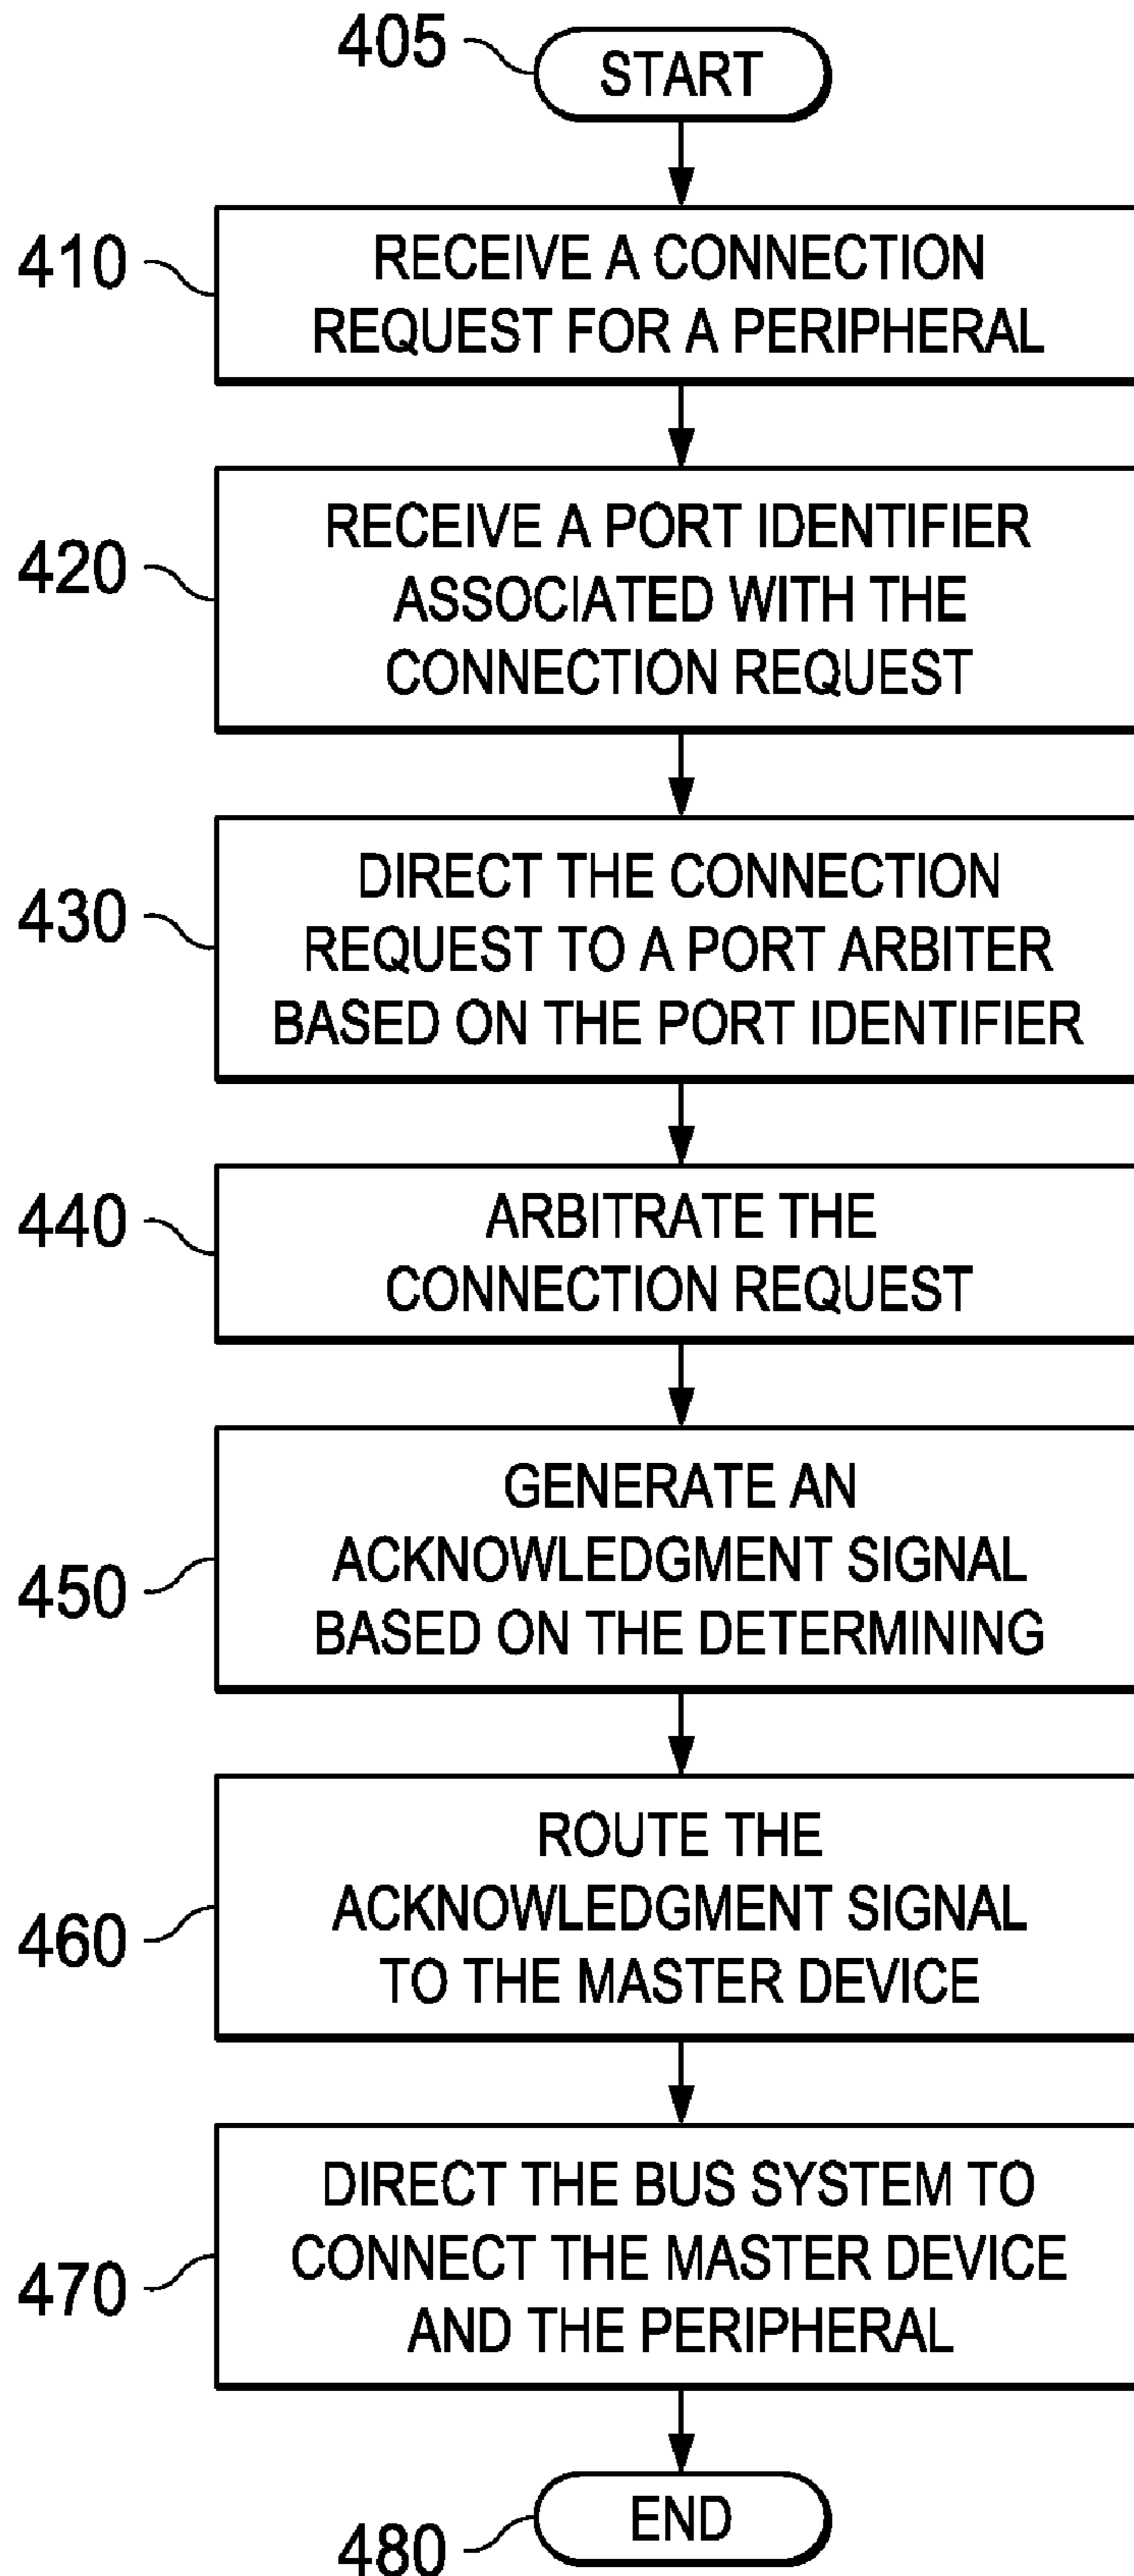 405
START
410
RECEIVE A CONNECTION
REQUEST FOR A PERIPHERAL
420
RECEIVE A PORT IDENTIFIER
ASSOCIATED WITH THE
CONNECTION REQUEST
430
DIRECT THE CONNECTION
REQUEST TO A PORT ARBITER
BASED ON THE PORT IDENTIFIER
440
ARBITRATE THE
CONNECTION REQUEST
450
GENERATE AN
ACKNOWLEDGMENT SIGNAL
BASED ON THE DETERMINING
460
ROUTE THE
ACKNOWLEDGMENT SIGNAL
TO THE MASTER DEVICE
470
DIRECT THE BUS SYSTEM TO
CONNECT THE MASTER DEVICE
AND THE PERIPHERAL
480
END